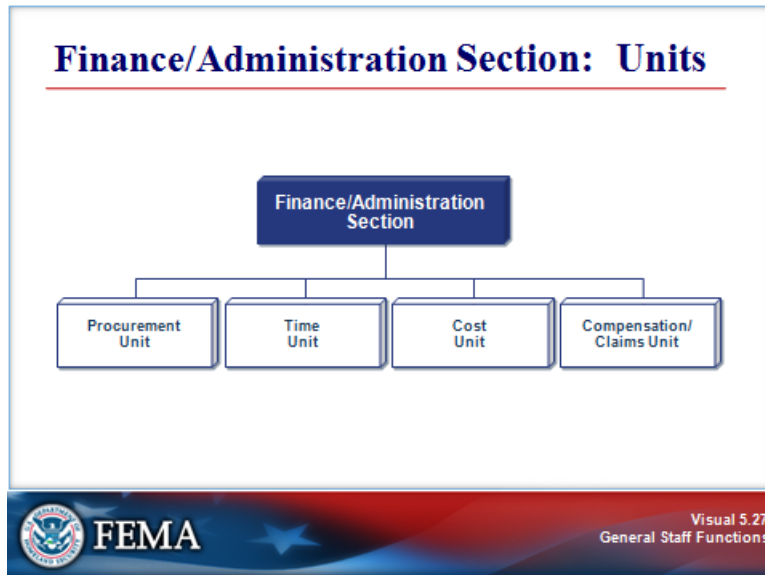 Finance/Administration Section: Units
Finance/Administration
Section
Procurement
Unit
Time
Unit
Cost
Unit
Compensation/
Claims Unit
FEMA
Visual 5.27
General Staff Functions